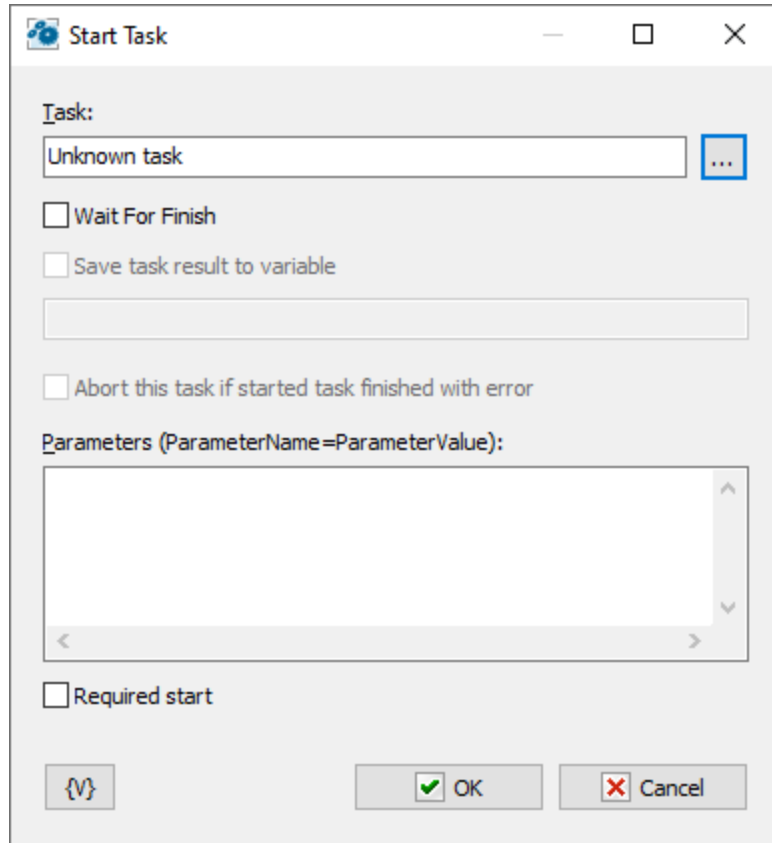 Start Task
Task:
Unknown task
...
Wait For Finish
Save task result to variable
Abort this task if started task finished with error
Parameters (ParameterName=ParameterValue):
Required start
{V}
OK
Cancel